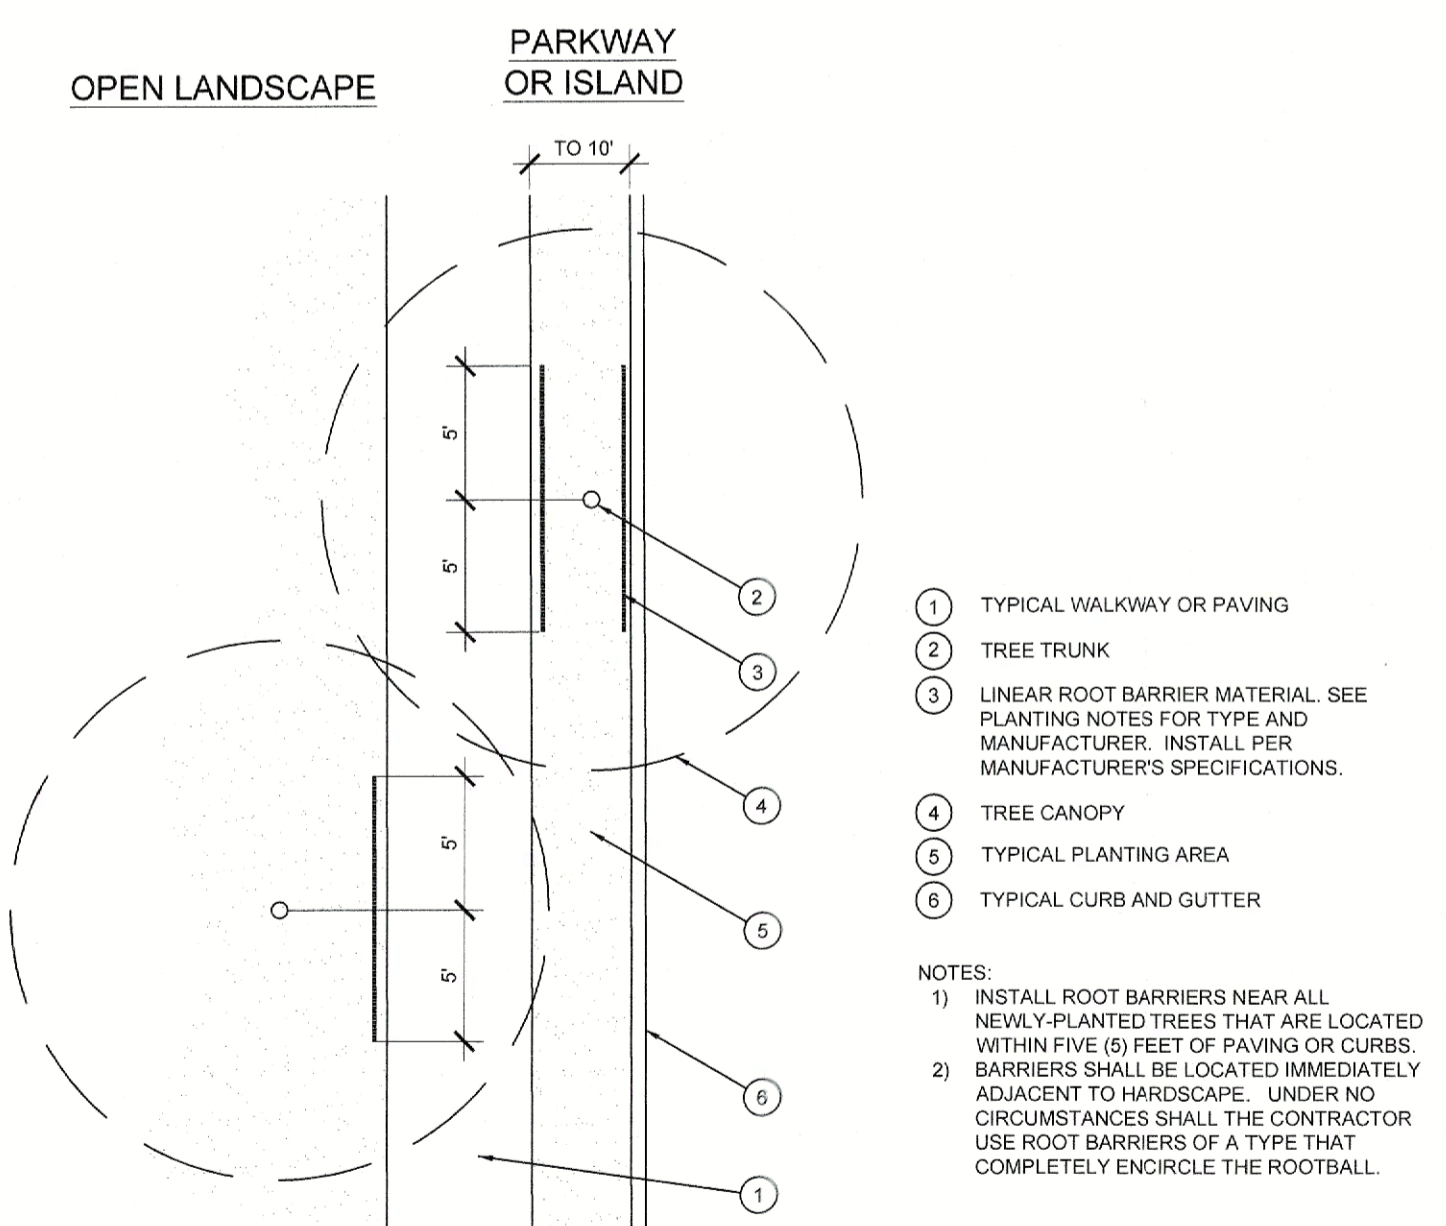 OPEN LANDSCAPE
PARKWAY
OR ISLAND
TO 10'
5'
5'
2
3
4
5'
5
5'
6
1
1 TYPICAL WALKWAY OR PAVING
2 TREE TRUNK
3 LINEAR ROOT BARRIER MATERIAL. SEE
PLANTING NOTES FOR TYPE AND
MANUFACTURER. INSTALL PER
MANUFACTURER'S SPECIFICATIONS.
4 TREE CANOPY
5 TYPICAL PLANTING AREA
6 TYPICAL CURB AND GUTTER
NOTES:
1) INSTALL ROOT BARRIERS NEAR ALL
NEWLY-PLANTED TREES THAT ARE LOCATED
WITHIN FIVE (5) FEET OF PAVING OR CURBS.
2) BARRIERS SHALL BE LOCATED IMMEDIATELY
ADJACENT TO HARDSCAPE. UNDER NO
CIRCUMSTANCES SHALL THE CONTRACTOR
USE ROOT BARRIERS OF A TYPE THAT
COMPLETELY ENCIRCLE THE ROOTBALL.